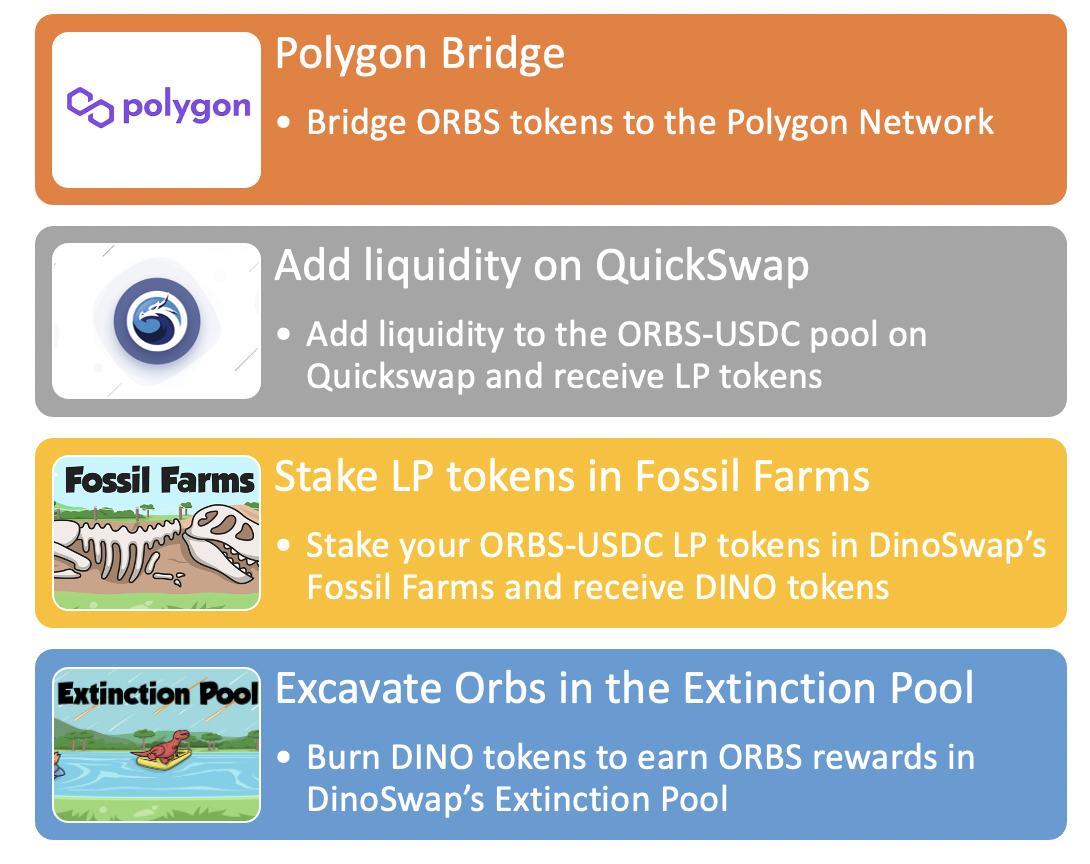 polygon
Polygon Bridge
• Bridge ORBS tokens to the Polygon Network
Add liquidity on QuickSwap
• Add liquidity to the ORBS-USDC pool on
Quickswap and receive LP tokens
Fossil Farms
Stake LP tokens in Fossil Farms
• Stake your ORBS-USDC LP tokens in DinoSwap’s
Fossil Farms and receive DINO tokens
Extinction Pool
Excavate Orbs in the Extinction Pool
• Burn DINO tokens to earn ORBS rewards in
DinoSwap’s Extinction Pool